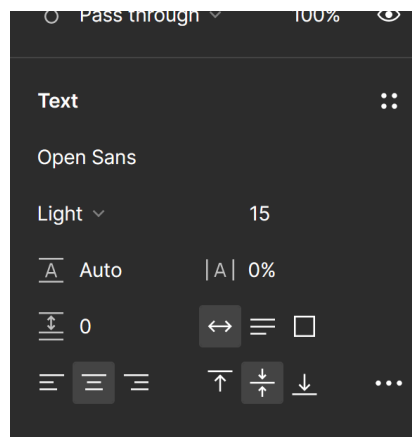 Pass through 100%
Text
Open Sans
Light 15
A Auto |A| 0%
0